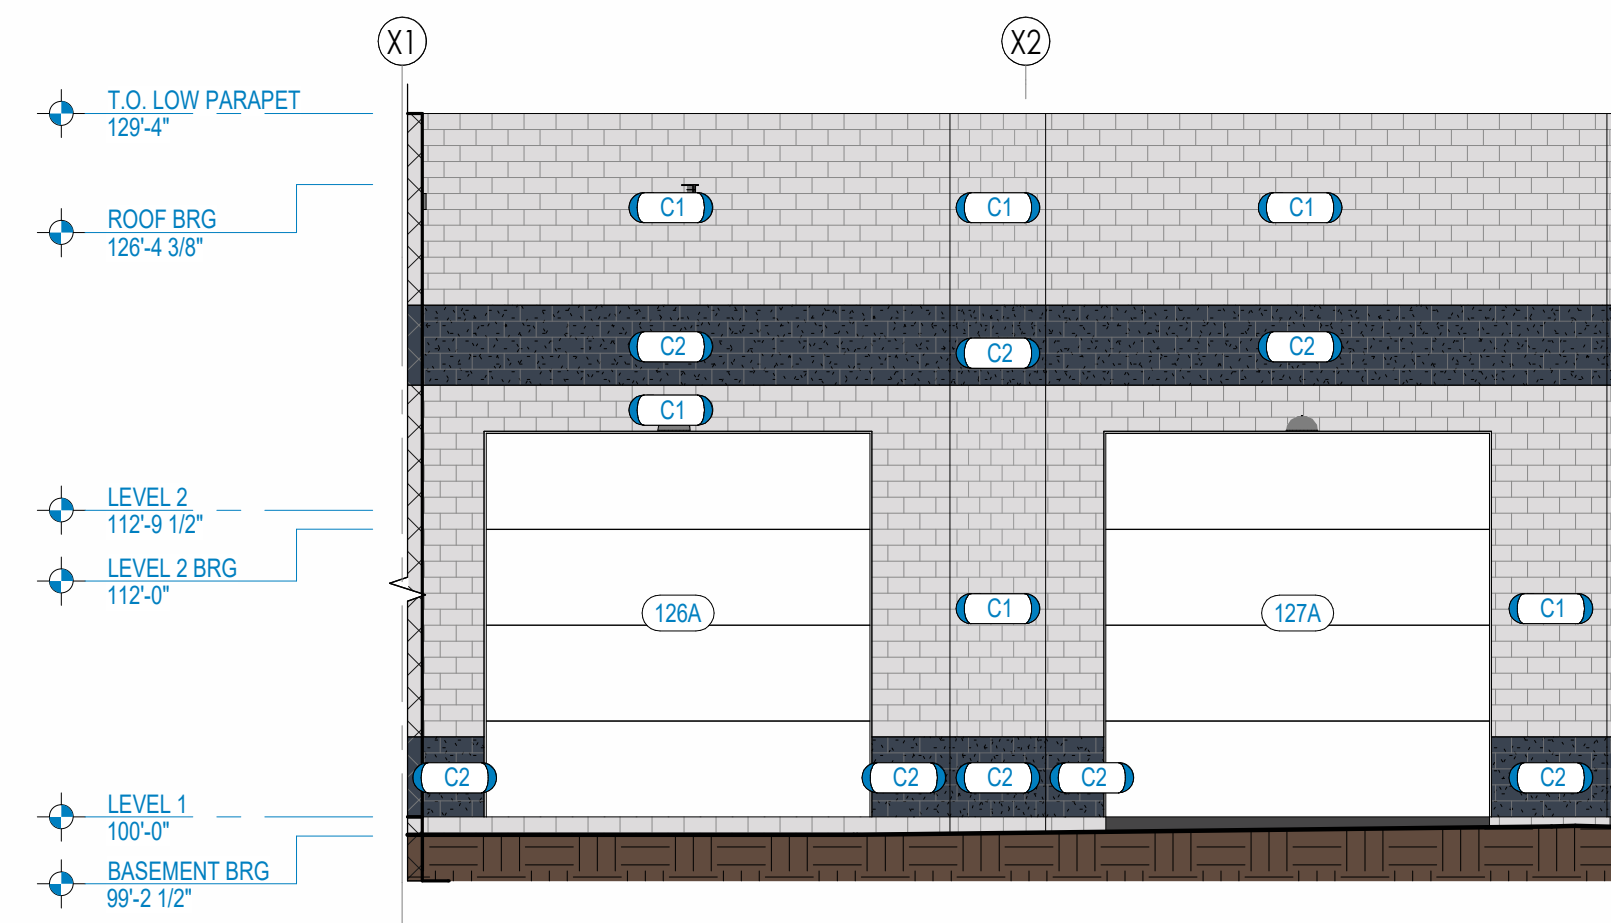 X1
X2
T.O. LOW PARAPET
129'-4"
ROOF BRG
126'-4 3/8"
C1
C1
C1
C2
C2
C2
C1
LEVEL 2
112'-9 1/2"
LEVEL 2 BRG
112'-0"
126A
C1
127A
C1
C2
C2
C2
C2
C2
LEVEL 1
100'-0"
BASEMENT BRG
99'-2 1/2"